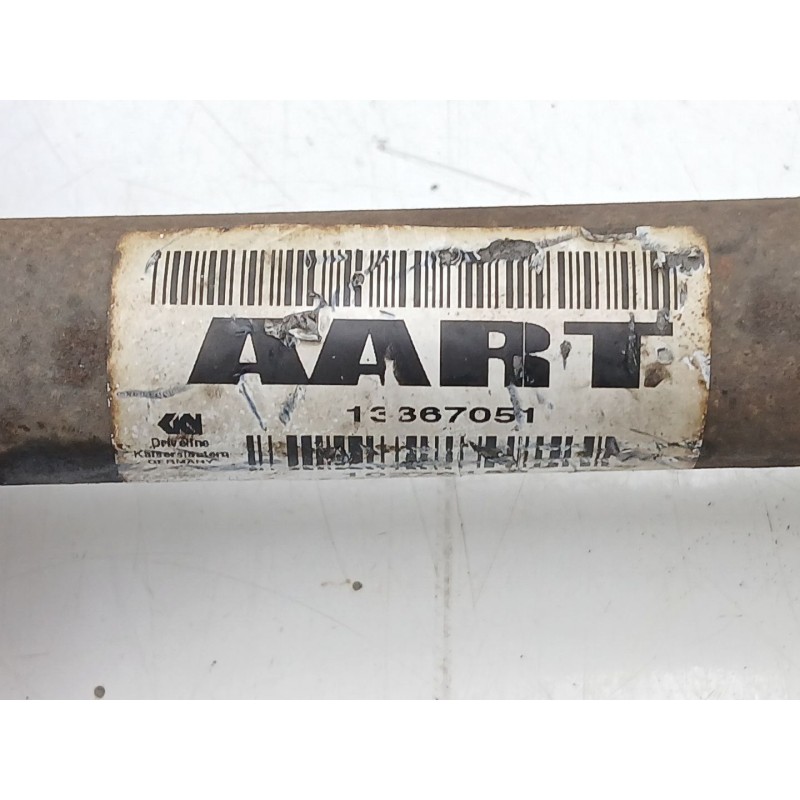 AART
13367051
GKN
Driveline
Kaiserslautern
GERMANY